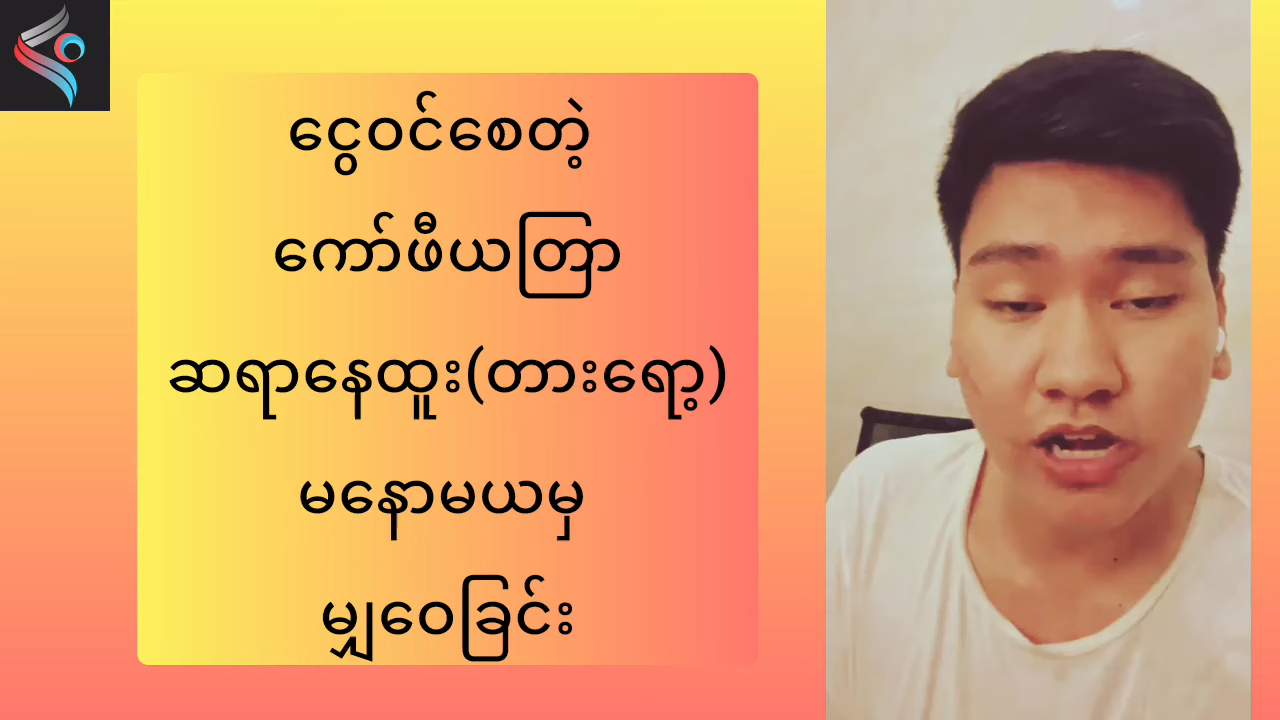 ငွေဝင်စေတဲ့
ကော်ဖီယတြာ
ဆရာနေထူး(တားရော့)
မနောမယမှ
မျှဝေခြင်း